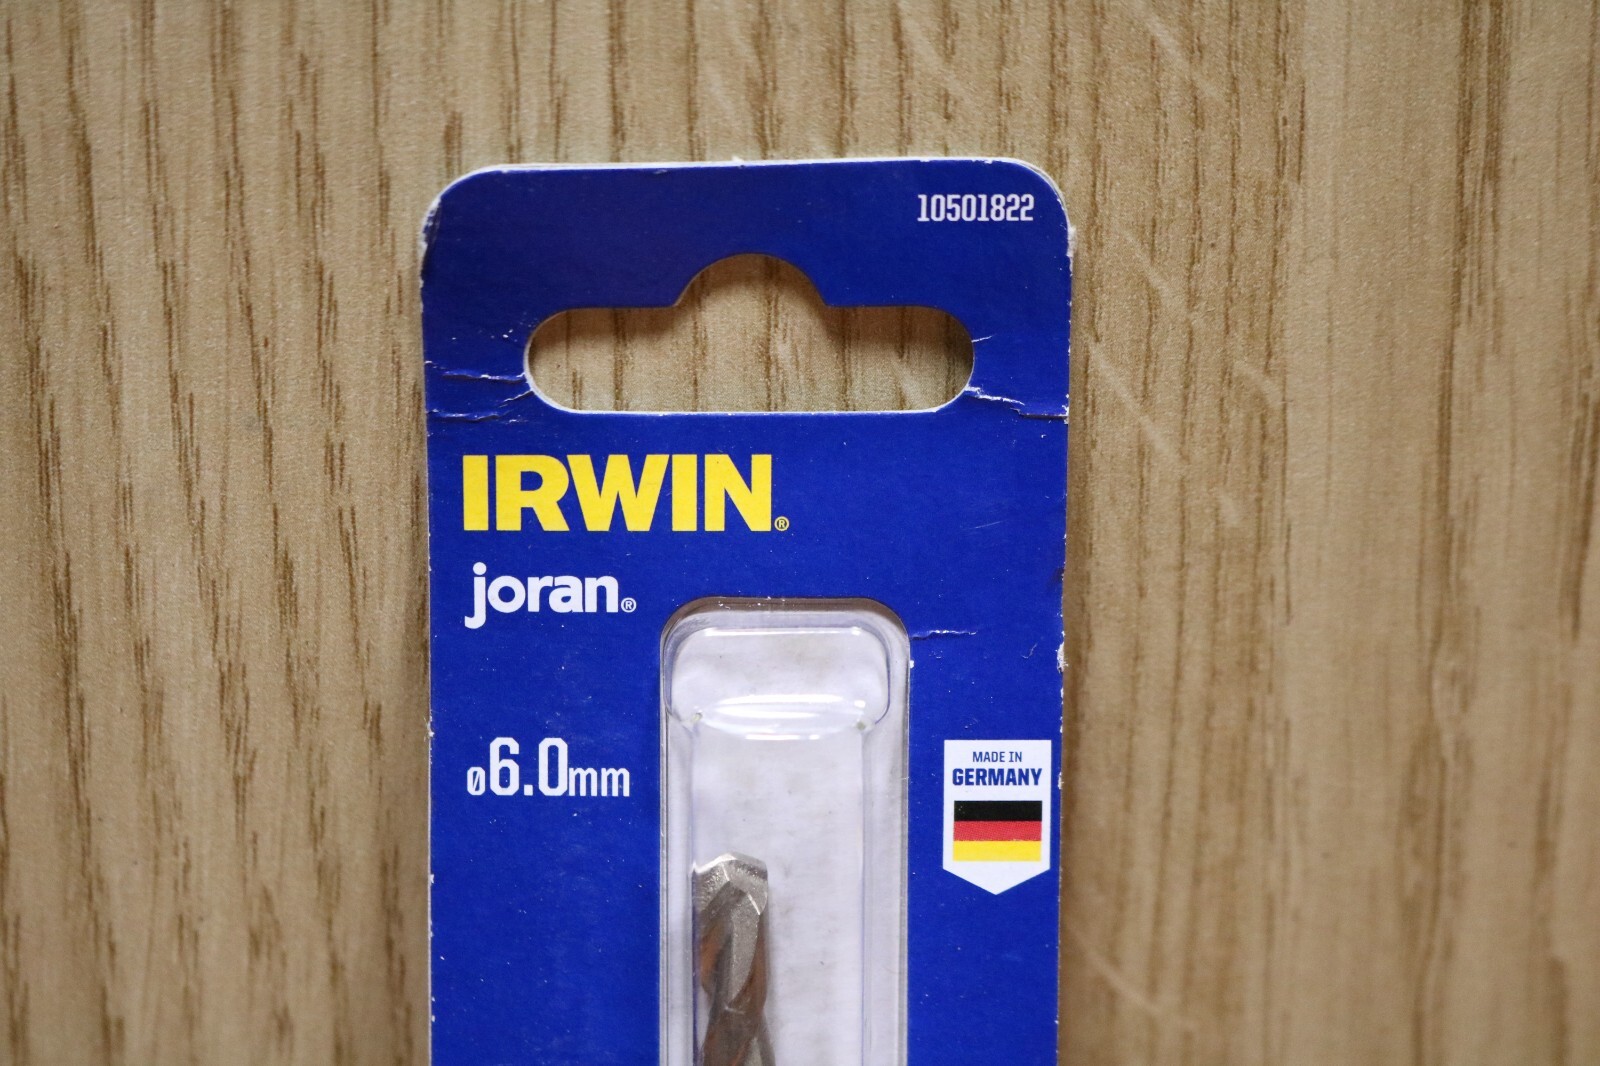 10501822
IRWIN®
joran®
ø6.0mm
MADE IN
GERMANY